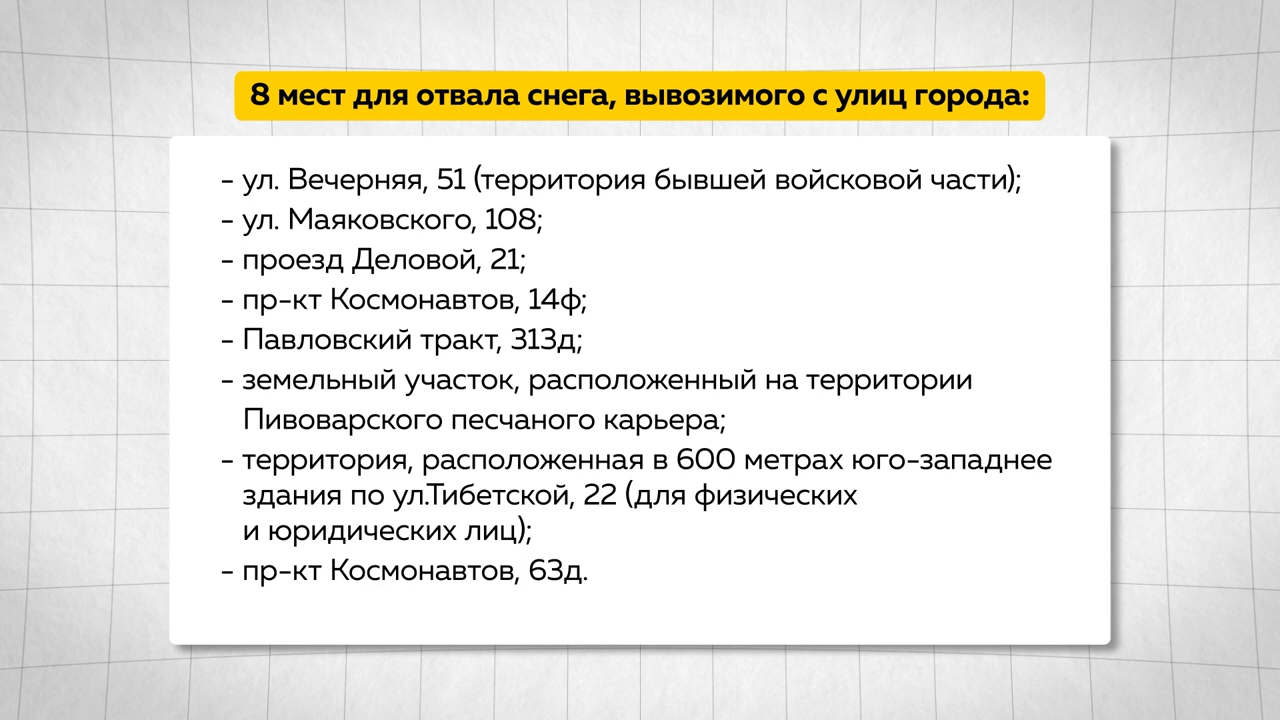 8 мест для отвала снега, вывозимого с улиц города:
- ул. Вечерняя, 51 (территория бывшей войсковой части);
- ул. Маяковского, 108;
- проезд Деловой, 21;
- пр-кт Космонавтов, 14ф;
- Павловский тракт, 313д;
- земельный участок, расположенный на территории
Пивоварского песчаного карьера;
- территория, расположенная в 600 метрах юго-западнее
здания по ул.Тибетской, 22 (для физических
и юридических лиц);
- пр-кт Космонавтов, 63д.